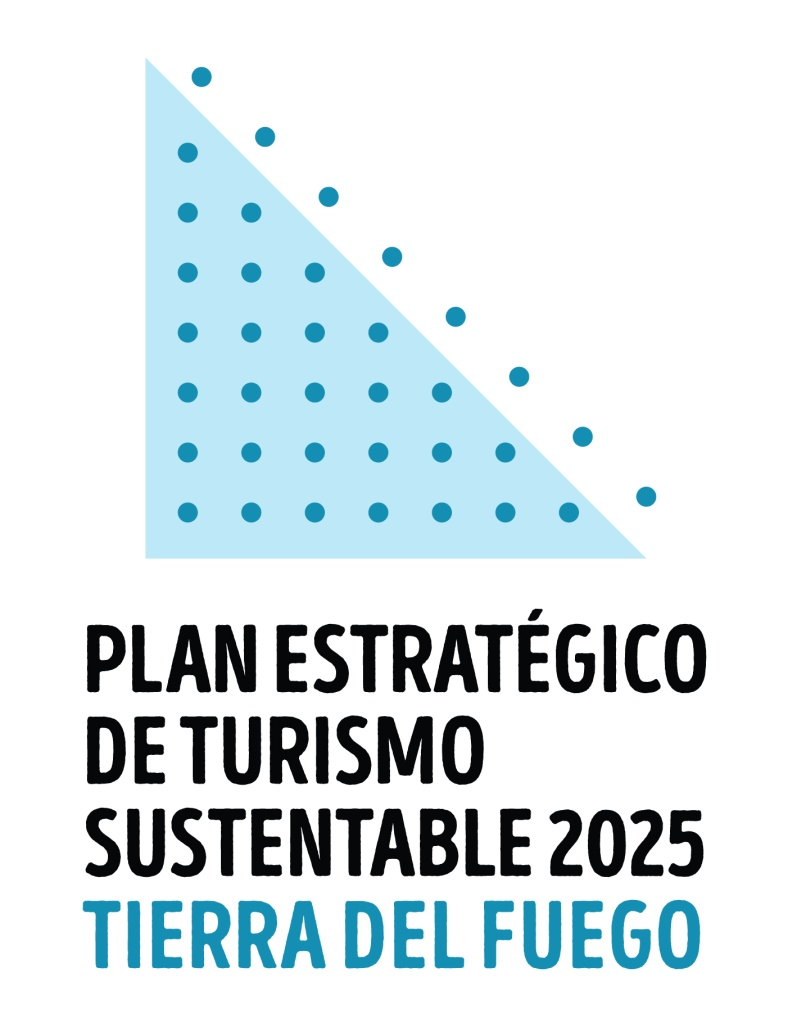 PLAN ESTRATÉGICO
DE TURISMO
SUSTENTABLE 2025
TIERRA DEL FUEGO